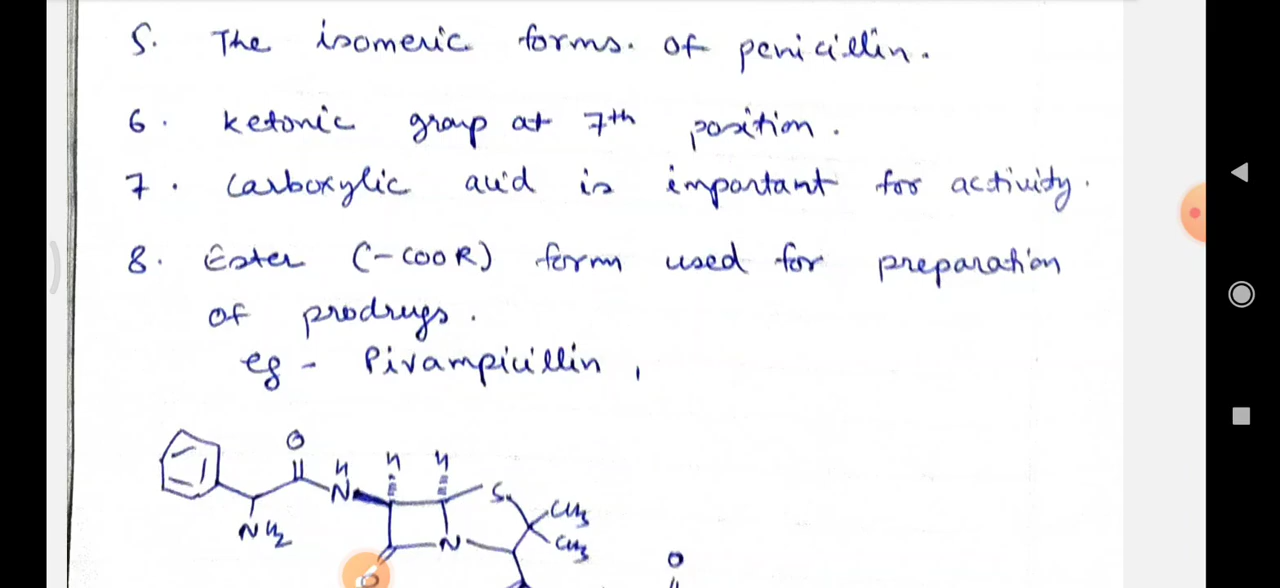 5. The isomeric forms. of penicillin.
6. Ketonic group at 7th position.
7. Carboxylic acid is important for activity.
8. Ester (-COOR) form used for preparation
of prodrugs.
eg - Pivampicillin,
O
H
N
H
H
S
CH3
CH3
NH2
N
O
O